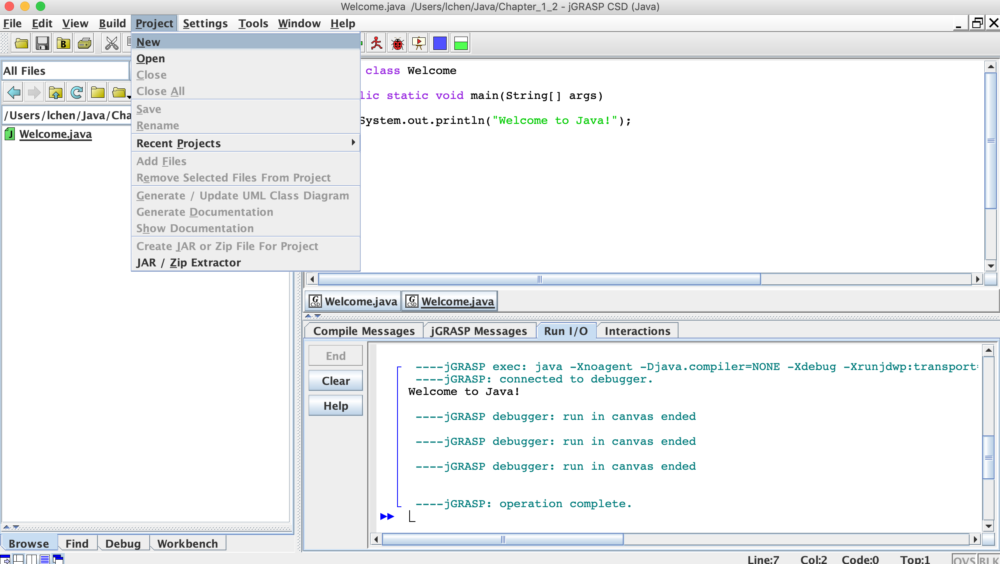 Welcome.java  /Users/lchen/Java/Chapter_1_2 - jGRASP CSD (Java)
File Edit View Build Project Settings Tools Window Help
B
New
Open
Close
Close All
Save
Rename
Recent Projects
Add Files
Remove Selected Files From Project
Generate / Update UML Class Diagram
Generate Documentation
Show Documentation
Create JAR or Zip File For Project
JAR / Zip Extractor
All Files
/Users/lchen/Java/Cha
J Welcome.java
class Welcome
lic static void main(String[] args)
System.out.println("Welcome to Java!");
G CSD Welcome.java G CSD Welcome.java
Compile Messages jGRASP Messages Run I/O Interactions
End
Clear
Help
----jGRASP exec: java -Xnoagent -Djava.compiler=NONE -Xdebug -Xrunjdwp:transport=
----jGRASP: connected to debugger.
Welcome to Java!
----jGRASP debugger: run in canvas ended
----jGRASP debugger: run in canvas ended
----jGRASP debugger: run in canvas ended
----jGRASP: operation complete.
Browse Find Debug Workbench
Line:7 Col:2 Code:0 Top:1 OVS BLK